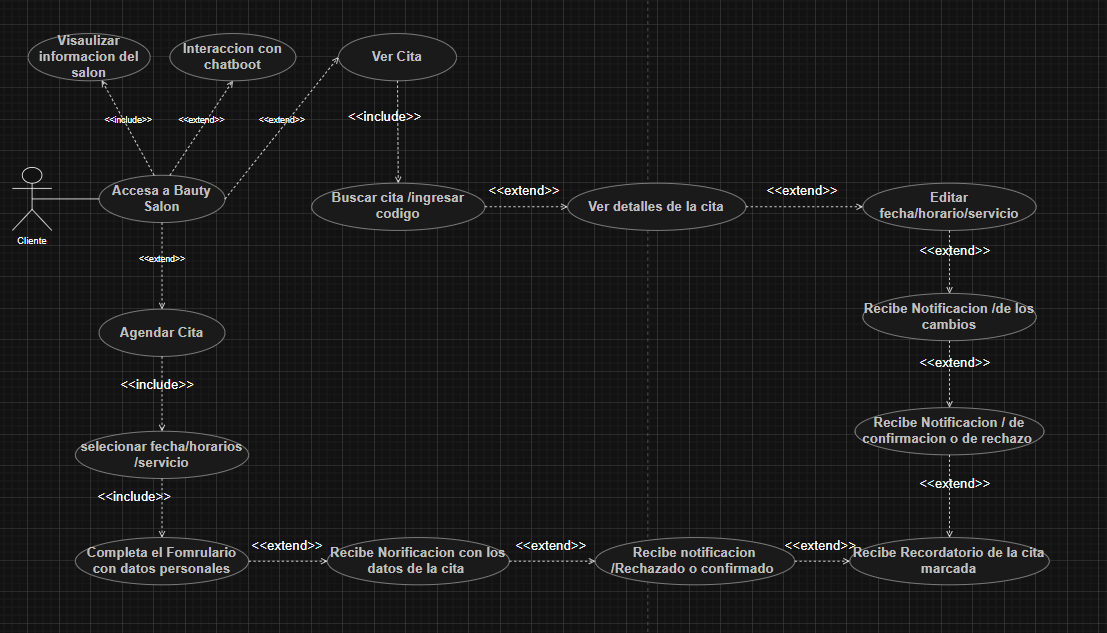 Visaulizar
informacion del
salon
Interaccion con
chatboot
Ver Cita
<<include>>
<<extend>>
<<extend>>
<<include>>
Accesa a Bauty
Salon
Cliente
Buscar cita /ingresar
codigo
<<extend>>
Ver detalles de la cita
<<extend>>
Editar
fecha/horario/servicio
<<extend>>
<<extend>>
Recibe Notificacion /de los
cambios
Agendar Cita
<<extend>>
<<include>>
Recibe Notificacion / de
confirmacion o de rechazo
selecionar fecha/horarios
/servicio
<<extend>>
<<include>>
Completa el Fomrulario
con datos personales
<<extend>>
Recibe Norificacion con los
datos de la cita
<<extend>>
Recibe notificacion
/Rechazado o confirmado
<<extend>>
Recibe Recordatorio de la cita
marcada